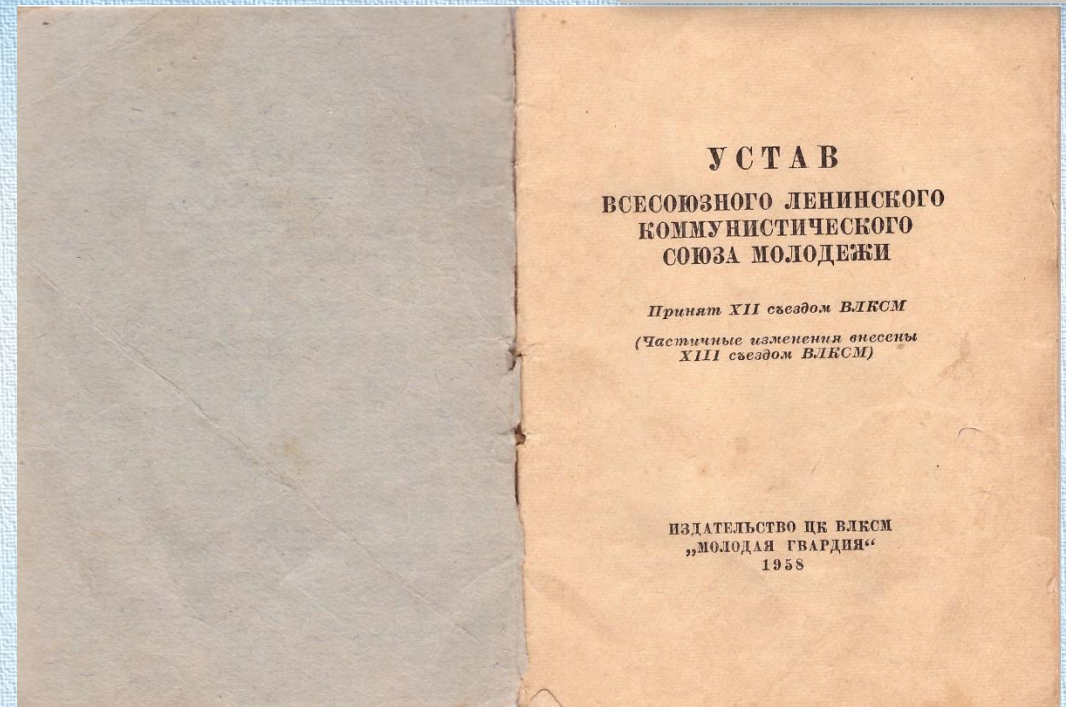 УСТАВ
ВСЕСОЮЗНОГО ЛЕНИНСКОГО
КОММУНИСТИЧЕСКОГО
СОЮЗА МОЛОДЕЖИ
Принят XII съездом ВЛКСМ
(Частичные изменения внесены
XIII съездом ВЛКСМ)
ИЗДАТЕЛЬСТВО ЦК ВЛКСМ
„МОЛОДАЯ ГВАРДИЯ“
1958